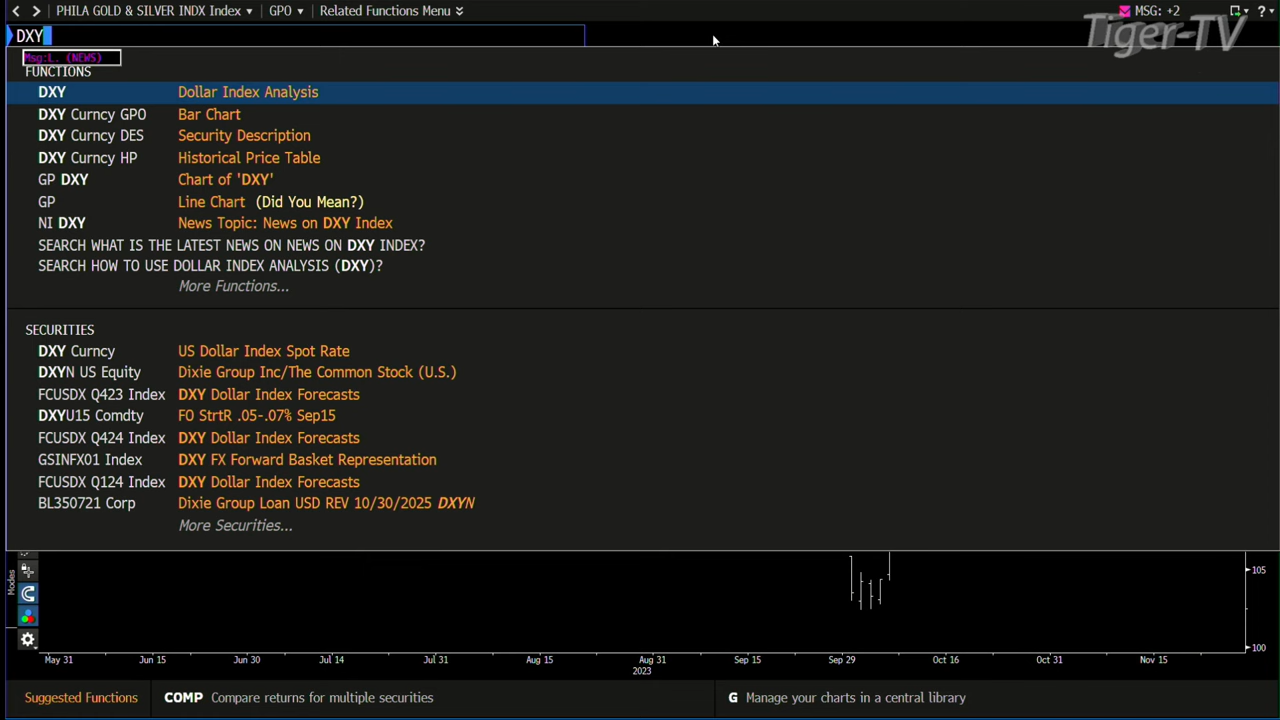 PHILA GOLD & SILVER INDX Index
GPO
Related Functions Menu
MSG: +2
?
Tiger-TV
DXY
Msg:L. (NEWS)
FUNCTIONS
DXY Dollar Index Analysis
DXY Curncy GPO Bar Chart
DXY Curncy DES Security Description
DXY Curncy HP Historical Price Table
GP DXY Chart of 'DXY'
GP Line Chart (Did You Mean?)
NI DXY News Topic: News on DXY Index
SEARCH WHAT IS THE LATEST NEWS ON NEWS ON DXY INDEX?
SEARCH HOW TO USE DOLLAR INDEX ANALYSIS (DXY)?
More Functions...
SECURITIES
DXY Curncy US Dollar Index Spot Rate
DXYN US Equity Dixie Group Inc/The Common Stock (U.S.)
FCUSDX Q423 Index DXY Dollar Index Forecasts
DXYU15 Comdty FO StrtR .05-.07% Sep15
FCUSDX Q424 Index DXY Dollar Index Forecasts
GSINFX01 Index DXY FX Forward Basket Representation
FCUSDX Q124 Index DXY Dollar Index Forecasts
BL350721 Corp Dixie Group Loan USD REV 10/30/2025 DXYN
More Securities...
Modes
105
100
May 31 Jun 15 Jun 30 Jul 14 Jul 31 Aug 15 Aug 31 Sep 15 Sep 29 Oct 16 Oct 31 Nov 15
2023
Suggested Functions COMP Compare returns for multiple securities G Manage your charts in a central library